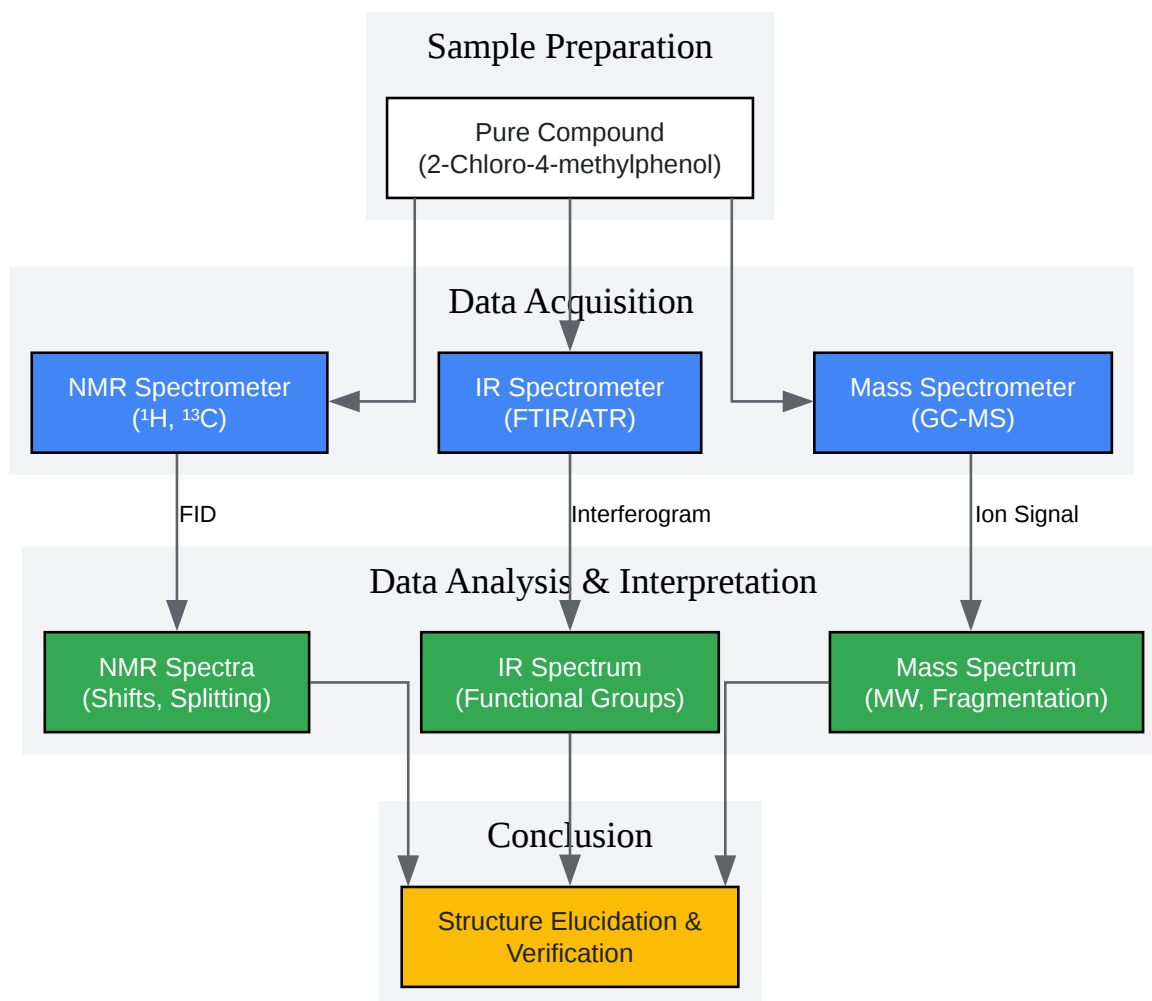 Sample Preparation
Pure Compound
(2-Chloro-4-methylphenol)
Data Acquisition
NMR Spectrometer
(¹H, ¹³C)
IR Spectrometer
(FTIR/ATR)
Mass Spectrometer
(GC-MS)
FID
Interferogram
Ion Signal
Data Analysis & Interpretation
NMR Spectra
(Shifts, Splitting)
IR Spectrum
(Functional Groups)
Mass Spectrum
(MW, Fragmentation)
Conclusion
Structure Elucidation &
Verification